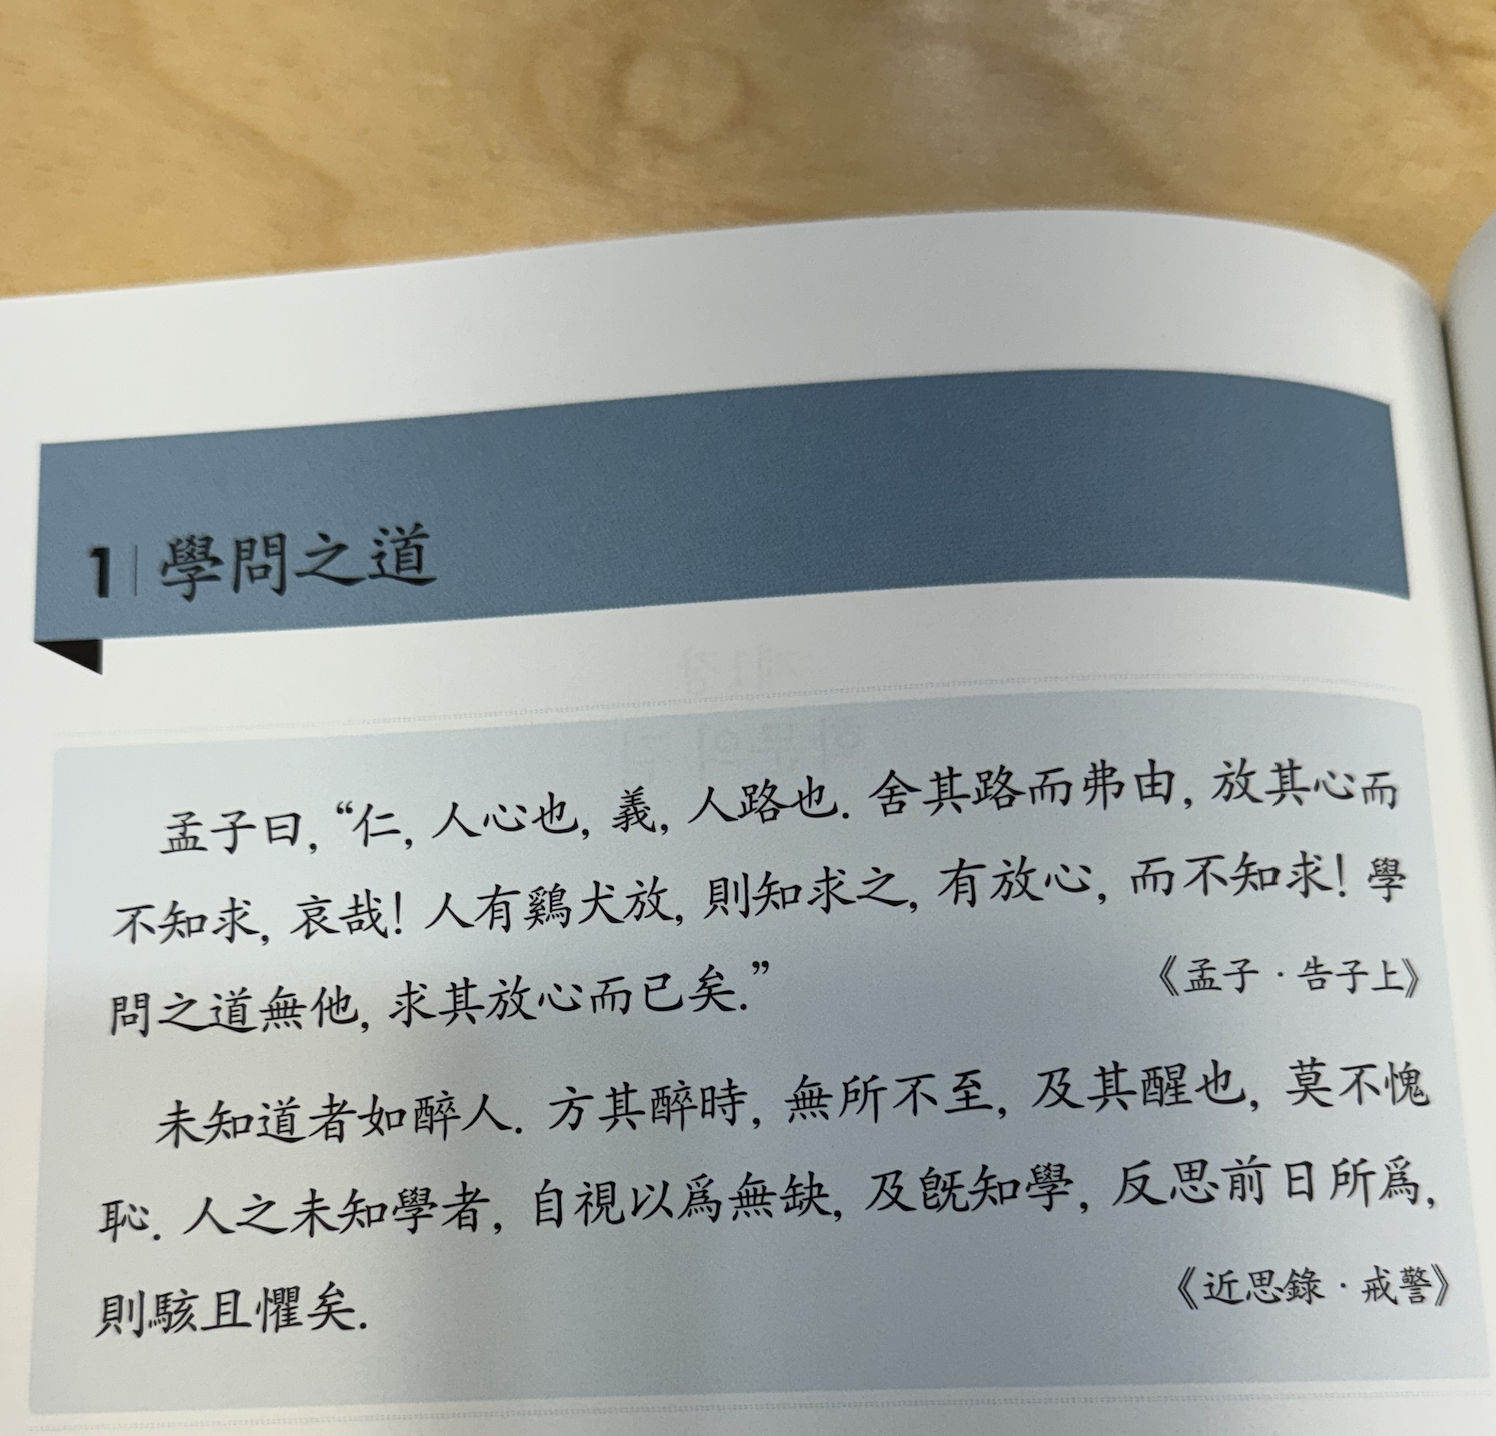 1 | 學問之道
孟子曰, “仁, 人心也, 義, 人路也. 舍其路而弗由, 放其心而
不知求, 哀哉! 人有鷄犬放, 則知求之, 有放心, 而不知求! 學
問之道無他, 求其放心而已矣.” 《孟子 · 告子上》
未知道者如醉人. 方其醉時, 無所不至, 及其醒也, 莫不愧
恥. 人之未知學者, 自視以爲無缺, 及旣知學, 反思前日所爲,
則駭且懼矣. 《近思錄 · 戒警》